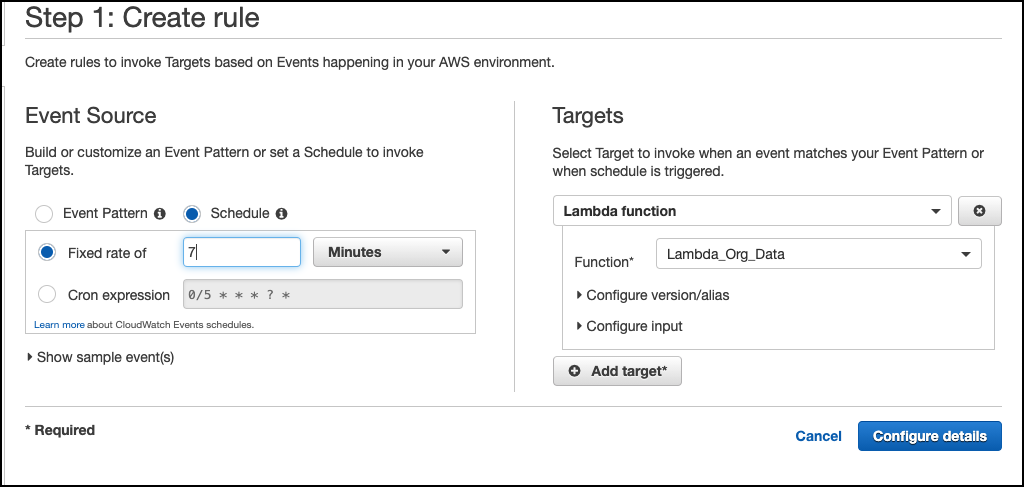 Step 1: Create rule
Create rules to invoke Targets based on Events happening in your AWS environment.
Event Source
Build or customize an Event Pattern or set a Schedule to invoke
Targets.
Event Pattern
Schedule
Fixed rate of
7
Minutes
Cron expression
0/5 * * * ? *
Learn more about CloudWatch Events schedules.
Show sample event(s)
Targets
Select Target to invoke when an event matches your Event Pattern or
when schedule is triggered.
Lambda function
Function*
Lambda_Org_Data
Configure version/alias
Configure input
Add target*
* Required
Cancel
Configure details